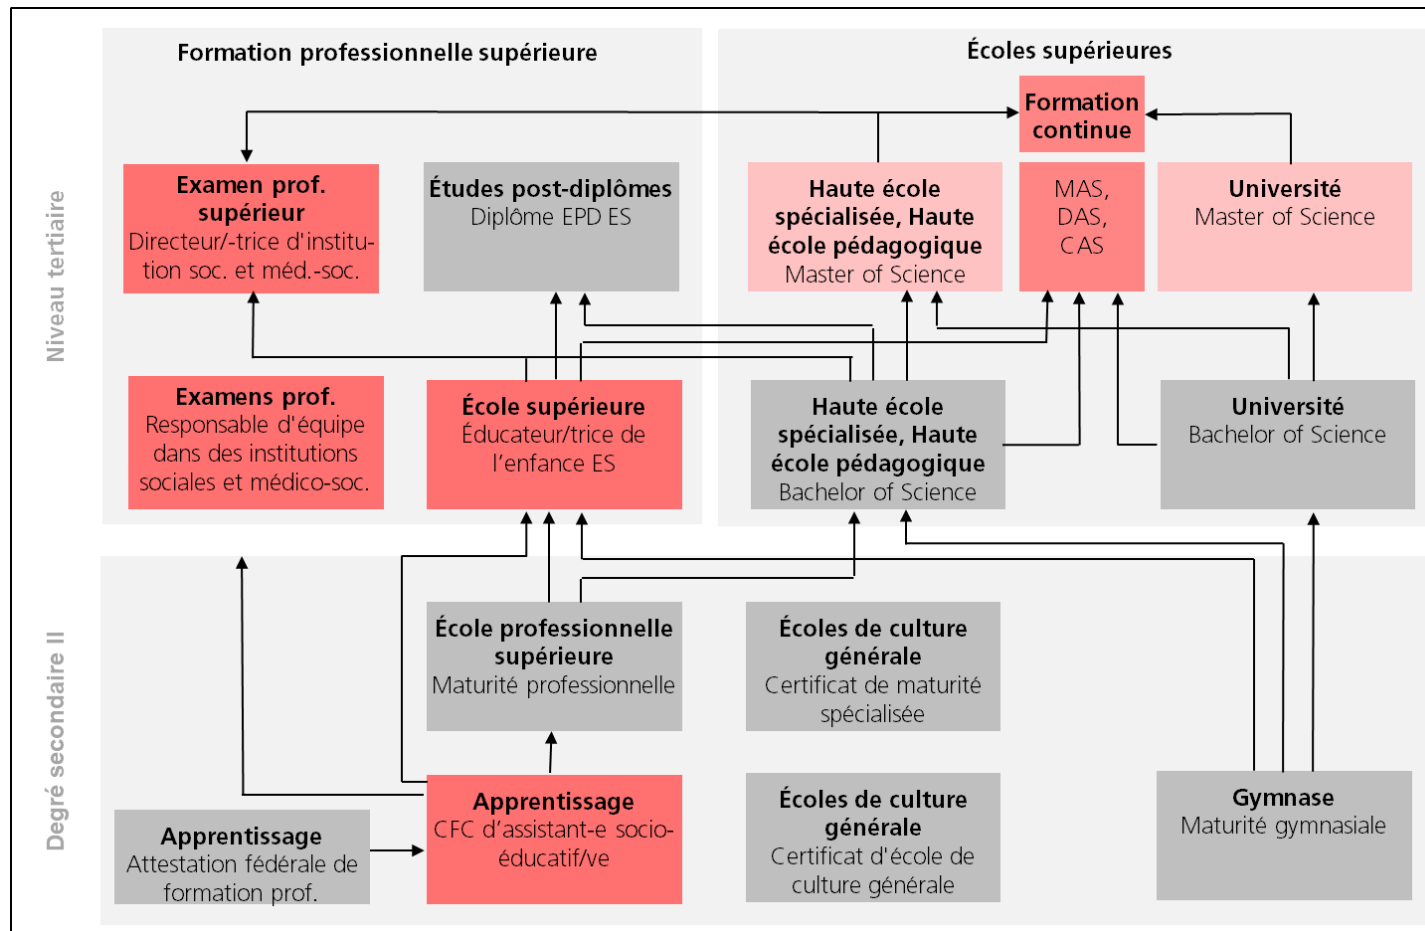 Formation professionnelle supérieure
Écoles supérieures
Niveau tertiaire
Formation
continue
Examen prof.
supérieur
Directeur/-trice d'institu-
tion soc. et méd.-soc.
Études post-diplômes
Diplôme EPD ES
Haute école
spécialisée, Haute
école pédagogique
Master of Science
MAS,
DAS,
CAS
Université
Master of Science
Examens prof.
Responsable d'équipe
dans des institutions
sociales et médico-soc.
École supérieure
Éducateur/trice de
l’enfance ES
Haute école
spécialisée, Haute
école pédagogique
Bachelor of Science
Université
Bachelor of Science
Degré secondaire II
École professionnelle
supérieure
Maturité professionnelle
Écoles de culture
générale
Certificat de maturité
spécialisée
Apprentissage
Attestation fédérale de
formation prof.
Apprentissage
CFC d’assistant-e socio-
éducatif/ve
Écoles de culture
générale
Certificat d'école de
culture générale
Gymnase
Maturité gymnasiale